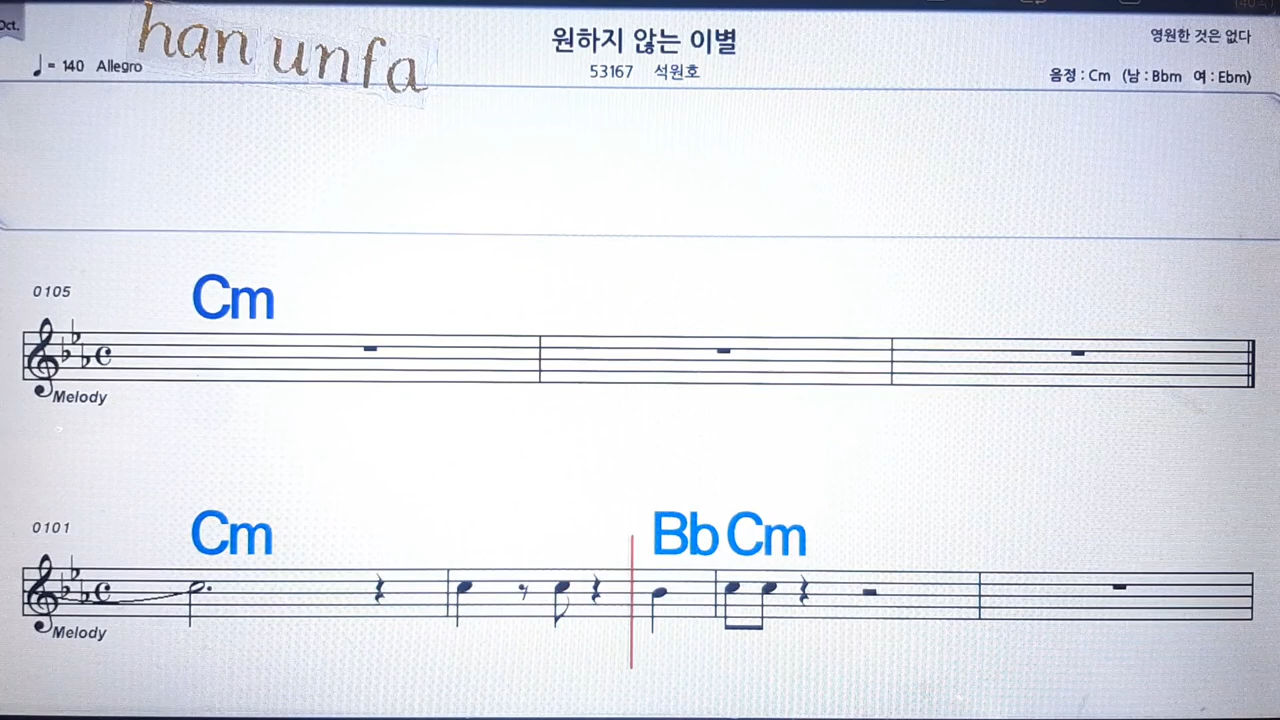 Oct.
han unfa
♩ = 140 Allegro
원하지 않는 이별
53167 석원호
영원한 것은 없다
음정 : Cm (남 : Bbm 여 : Ebm)
0105
Cm
Melody
0101
Cm Bb Cm
Melody